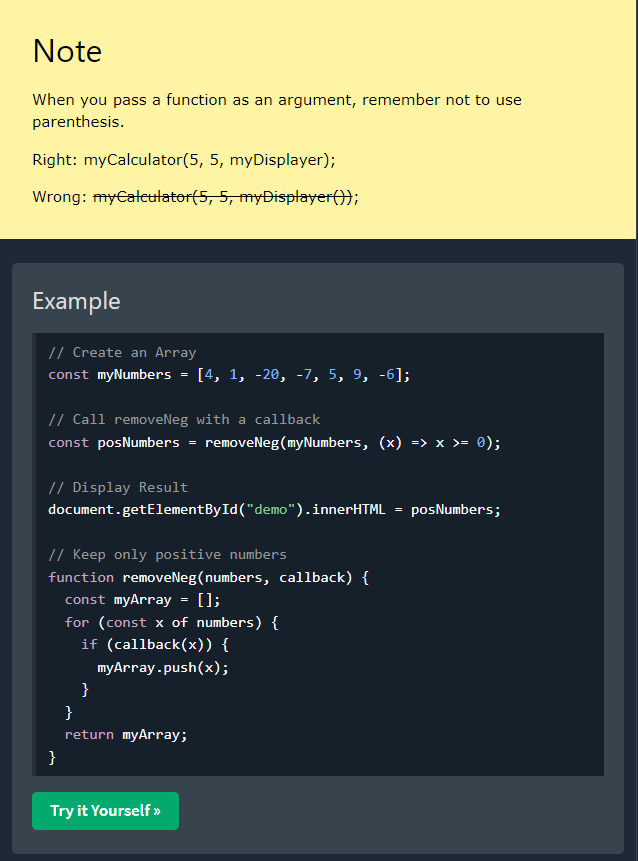 Note
When you pass a function as an argument, remember not to use
parenthesis.
Right: myCalculator(5, 5, myDisplayer);
Wrong: myCalculator(5, 5, myDisplayer());
Example
// Create an Array
const myNumbers = [4, 1, -20, -7, 5, 9, -6];
// Call removeNeg with a callback
const posNumbers = removeNeg(myNumbers, (x) => x >= 0);
// Display Result
document.getElementById("demo").innerHTML = posNumbers;
// Keep only positive numbers
function removeNeg(numbers, callback) {
  const myArray = [];
  for (const x of numbers) {
    if (callback(x)) {
      myArray.push(x);
    }
  }
  return myArray;
}
Try it Yourself »